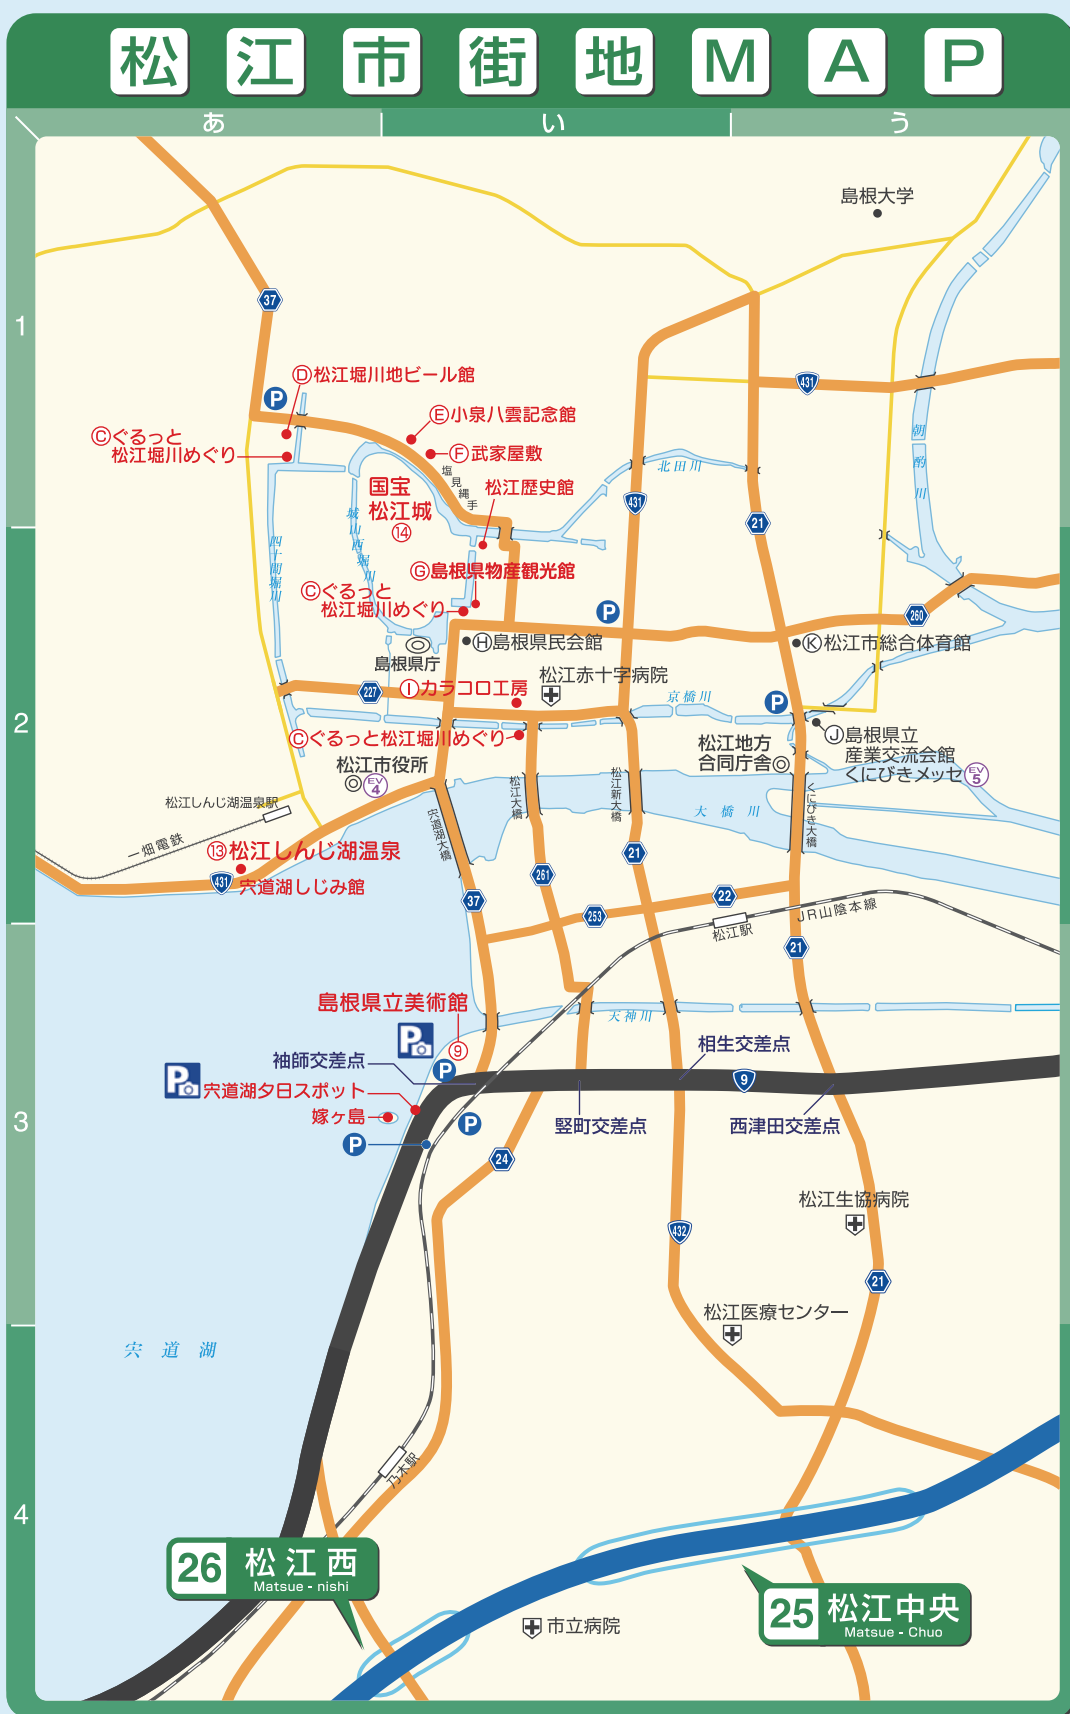 松江市街地MAP
あ
い
う
1
2
3
4
島根大学
37
P
Ⓓ松江堀川地ビール館
Ⓔ小泉八雲記念館
Ⓒぐるっと
松江堀川めぐり
Ⓕ武家屋敷
塩見縄手
431
朝酌川
北田川
国宝
松江城
⑭
松江歴史館
城山西堀川
431
21
四十間堀川
Ⓖ島根県物産観光館
Ⓒぐるっと
松江堀川めぐり
P
260
Ⓗ島根県民会館
Ⓚ松江市総合体育館
島根県庁
松江赤十字病院
227
Ⓘカラコロ工房
京橋川
P
Ⓒぐるっと松江堀川めぐり
松江地方
合同庁舎
Ⓙ島根県立
産業交流会館
くにびきメッセ
EV
5
松江市役所
EV
4
松江しんじ湖温泉駅
宍道湖大橋
松江大橋
松江新大橋
大橋川
くにびき大橋
一畑電鉄
⑬松江しんじ湖温泉
431
宍道湖しじみ館
21
261
37
22
253
松江駅
JR山陰本線
21
島根県立美術館
⑨
天神川
P
袖師交差点
P
相生交差点
9
P
宍道湖夕日スポット
嫁ヶ島
P
P
竪町交差点
西津田交差点
24
松江生協病院
432
21
松江医療センター
宍道湖
乃木駅
26
松江西
Matsue - nishi
25
松江中央
Matsue - Chuo
市立病院